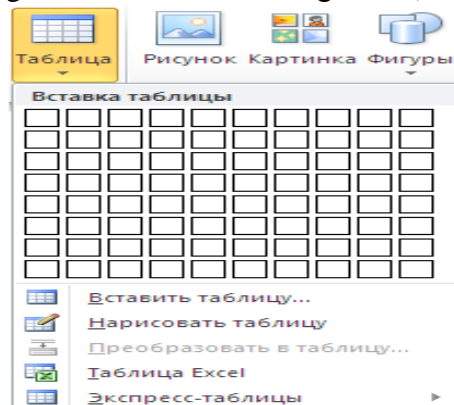 Таблица Рисунок Картинка Фигуры
Вставка таблицы
Вставить таблицу...
Нарисовать таблицу
Преобразовать в таблицу...
Таблица Excel
Экспресс-таблицы